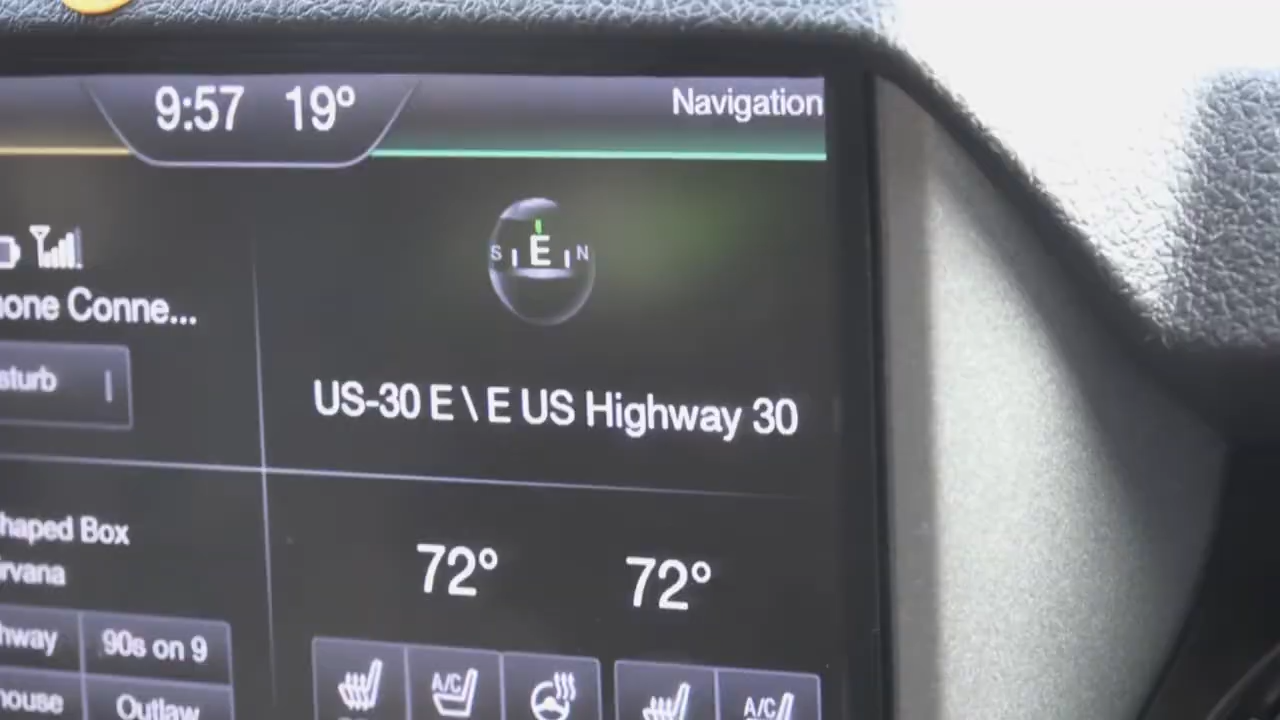 9:57 19°
Navigation
S E N
one Conne...
sturb
US-30 E \ E US Highway 30
haped Box
rvana
72° 72°
hway
90s on 9
A/C
A/C
house
Outlaw